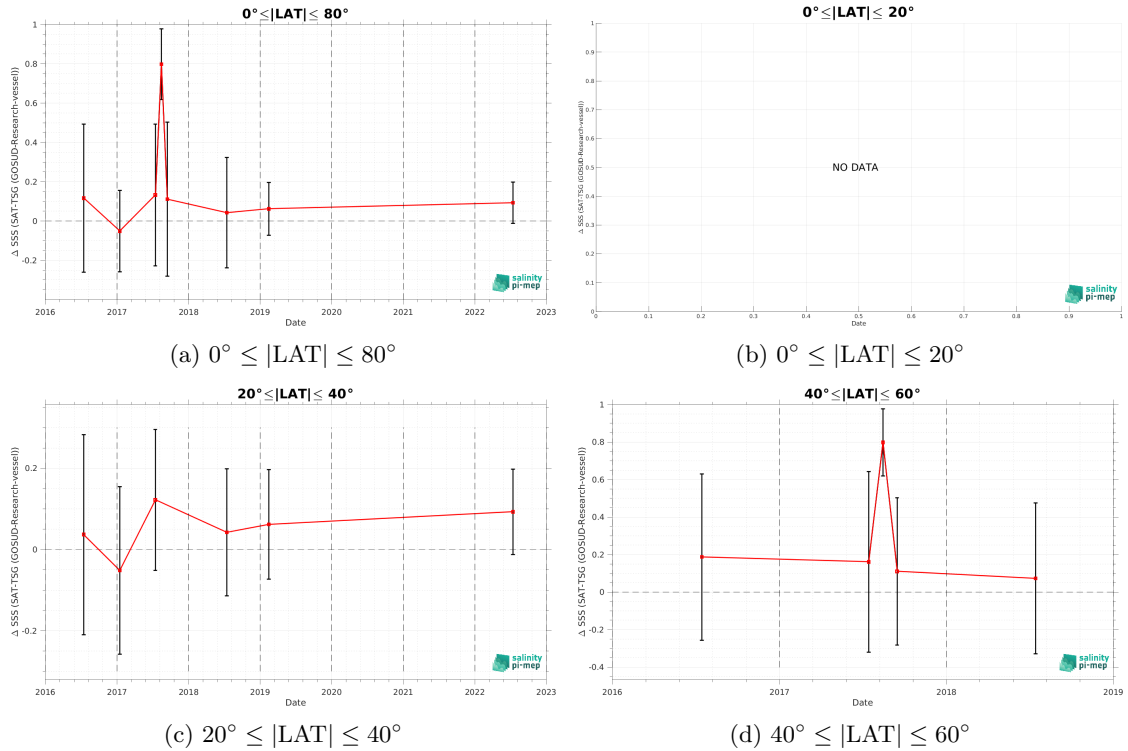 0°≤|LAT|≤ 80°
Δ SSS (SAT-TSG (GOSUD-Research-vessel))
1
0.8
0.6
0.4
0.2
0
-0.2
2016 2017 2018 2019 2020 2021 2022 2023
Date
salinity
pi-mep
(a) 0° ≤ |LAT| ≤ 80°
0°≤|LAT|≤ 20°
Δ SSS (SAT-TSG (GOSUD-Research-vessel))
1
0.9
0.8
0.7
0.6
0.5
0.4
0.3
0.2
0.1
0
NO DATA
0 0.1 0.2 0.3 0.4 0.5 0.6 0.7 0.8 0.9 1
Date
salinity
pi-mep
(b) 0° ≤ |LAT| ≤ 20°
20°≤|LAT|≤ 40°
Δ SSS (SAT-TSG (GOSUD-Research-vessel))
0.2
0
-0.2
2016 2017 2018 2019 2020 2021 2022 2023
Date
salinity
pi-mep
(c) 20° ≤ |LAT| ≤ 40°
40°≤|LAT|≤ 60°
Δ SSS (SAT-TSG (GOSUD-Research-vessel))
1
0.8
0.6
0.4
0.2
0
-0.2
-0.4
2016 2017 2018 2019
Date
salinity
pi-mep
(d) 40° ≤ |LAT| ≤ 60°